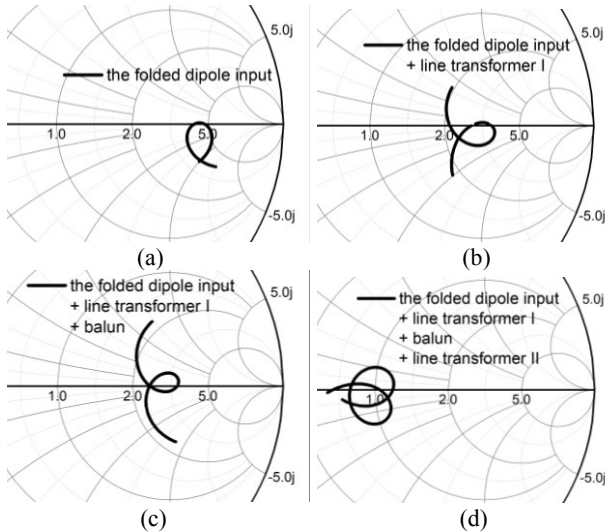 5.0j
the folded dipole input
1.0
2.0
5.0
-5.0j
(a)
5.0j
the folded dipole input
+ line transformer I
1.0
2.0
5.0
-5.0j
(b)
5.0j
the folded dipole input
+ line transformer I
+ balun
1.0
2.0
5.0
-5.0j
(c)
5.0j
the folded dipole input
+ line transformer I
+ balun
+ line transformer II
1.0
2.0
5.0
-5.0j
(d)